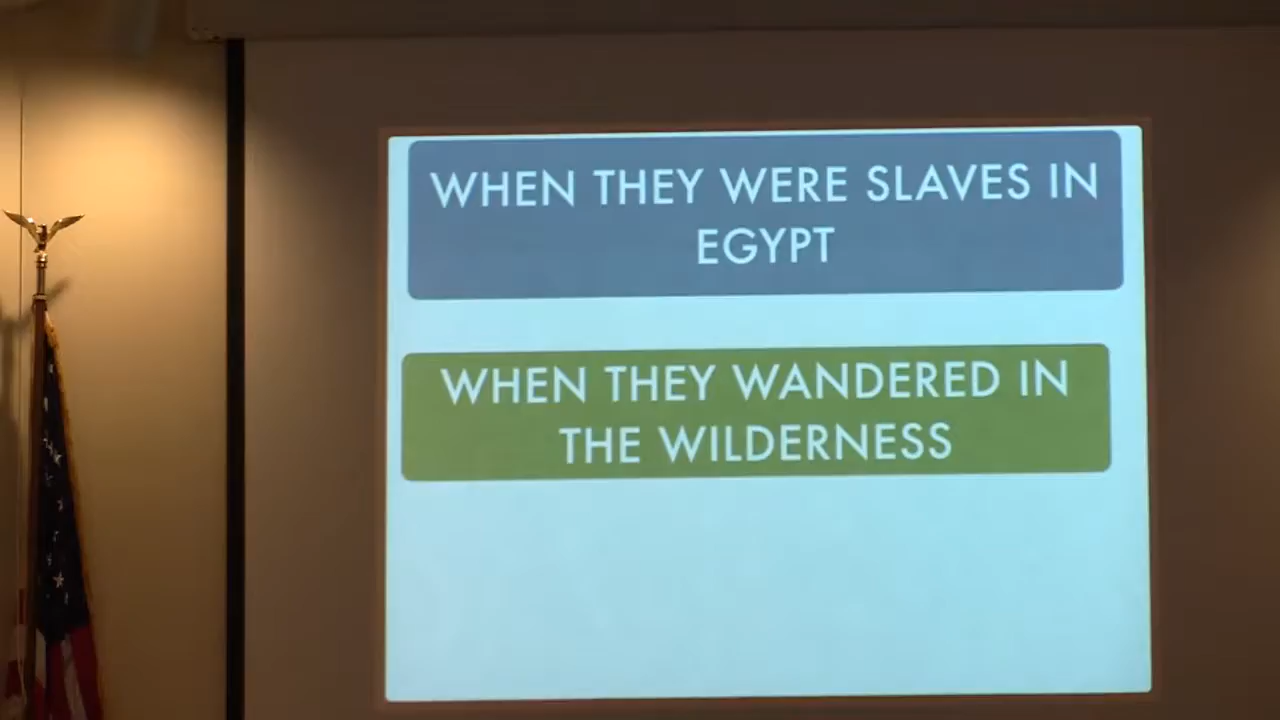 WHEN THEY WERE SLAVES IN
EGYPT
WHEN THEY WANDERED IN
THE WILDERNESS